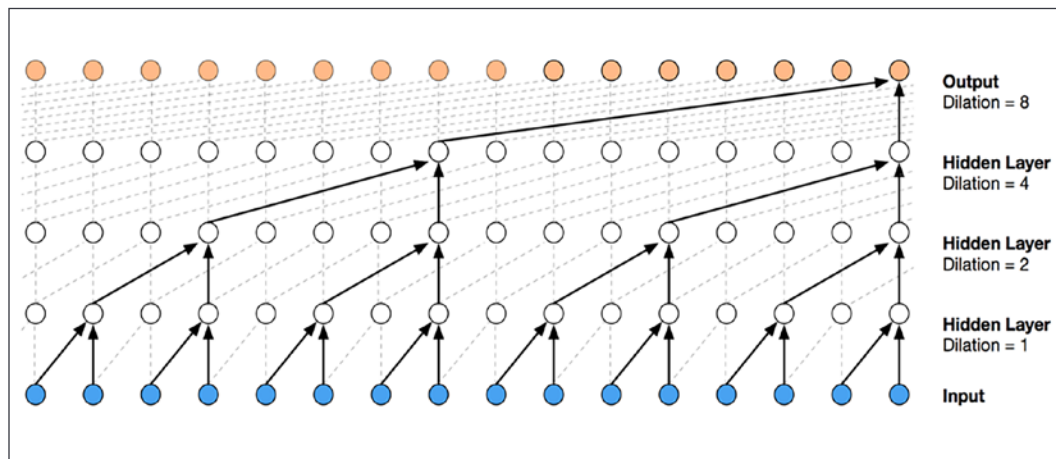 Output
Dilation = 8
Hidden Layer
Dilation = 4
Hidden Layer
Dilation = 2
Hidden Layer
Dilation = 1
Input